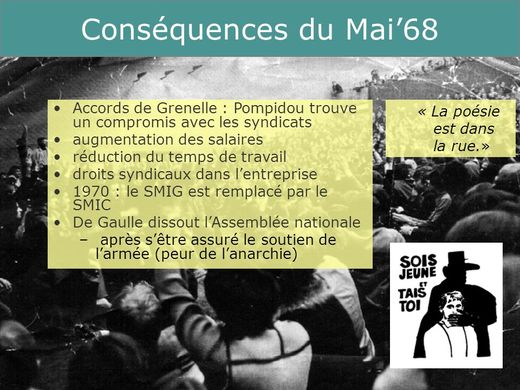 Conséquences du Mai’68
• Accords de Grenelle : Pompidou trouve
un compromis avec les syndicats
• augmentation des salaires
• réduction du temps de travail
• droits syndicaux dans l’entreprise
• 1970 : le SMIG est remplacé par le
SMIC
• De Gaulle dissout l’Assemblée nationale
– après s’être assuré le soutien de
l’armée (peur de l’anarchie)
« La poésie
est dans
la rue.»
SOIS
JEUNE
ET
TAIS
TOI